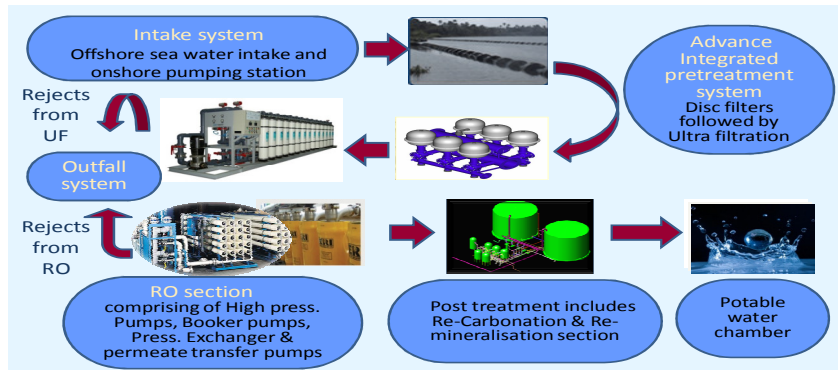 Intake system
Offshore sea water intake and
onshore pumping station
Advance
Integrated
pretreatment
system
Disc filters
followed by
Ultra filtration
Rejects
from
UF
Outfall
system
Rejects
from
RO
RO section
comprising of High press.
Pumps, Booker pumps,
Press. Exchanger &
permeate transfer pumps
Post treatment includes
Re-Carbonation & Re-
mineralisation section
Potable
water
chamber